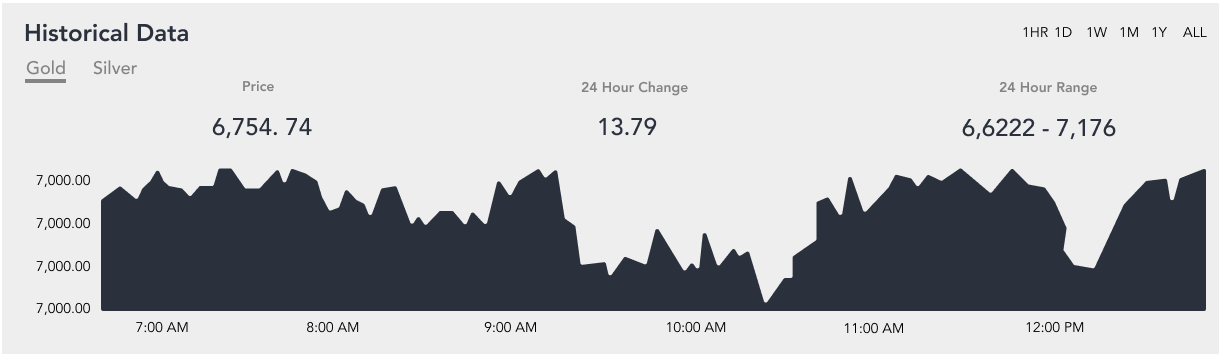 Historical Data
1HR 1D 1W 1M 1Y ALL
Gold Silver
Price 24 Hour Change 24 Hour Range
6,754. 74 13.79 6,6222 - 7,176
7,000.00
7,000.00
7,000.00
7,000.00
7:00 AM 8:00 AM 9:00 AM 10:00 AM 11:00 AM 12:00 PM